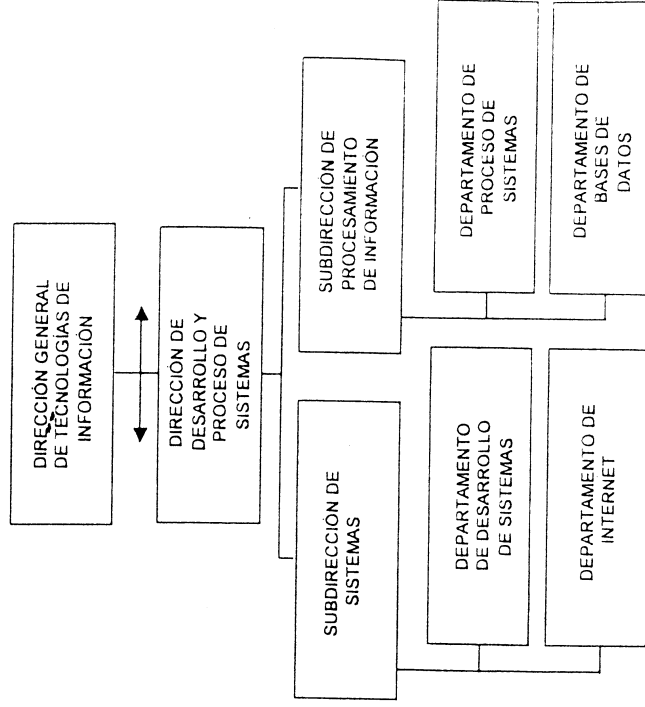 DIRECCIÓN GENERAL
DE TECNOLOGÍAS DE
INFORMACIÓN
DIRECCIÓN DE
DESARROLLO Y
PROCESO DE
SISTEMAS
SUBDIRECCIÓN DE
SISTEMAS
SUBDIRECCIÓN DE
PROCESAMIENTO
DE INFORMACIÓN
DEPARTAMENTO
DE DESARROLLO
DE SISTEMAS
DEPARTAMENTO DE
INTERNET
DEPARTAMENTO DE
PROCESO DE
SISTEMAS
DEPARTAMENTO DE
BASES DE
DATOS